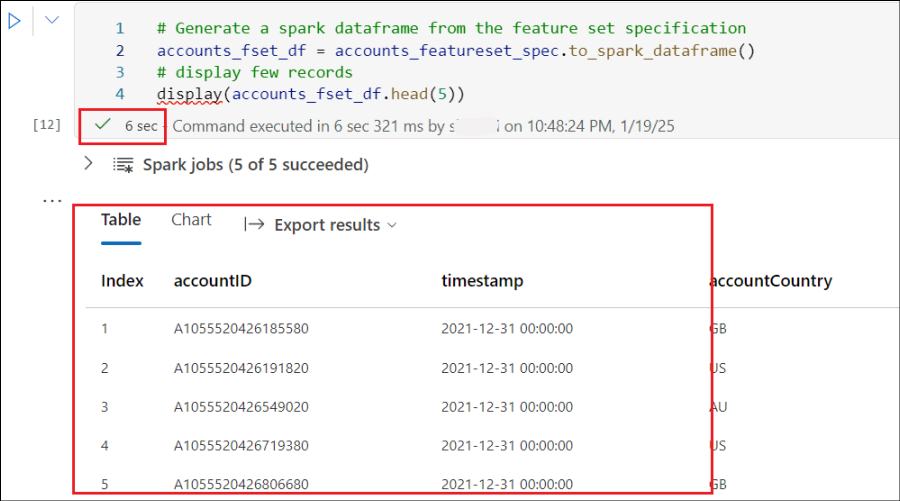 1 # Generate a spark dataframe from the feature set specification
2 accounts_fset_df = accounts_featureset_spec.to_spark_dataframe()
3 # display few records
4 display(accounts_fset_df.head(5))
[12] 6 sec - Command executed in 6 sec 321 ms by on 10:48:24 PM, 1/19/25
Spark jobs (5 of 5 succeeded)
...
Table Chart Export results
Index accountID timestamp accountCountry
1 A1055520426185580 2021-12-31 00:00:00 GB
2 A1055520426191820 2021-12-31 00:00:00 US
3 A1055520426549020 2021-12-31 00:00:00 AU
4 A1055520426719380 2021-12-31 00:00:00 US
5 A1055520426806680 2021-12-31 00:00:00 GB